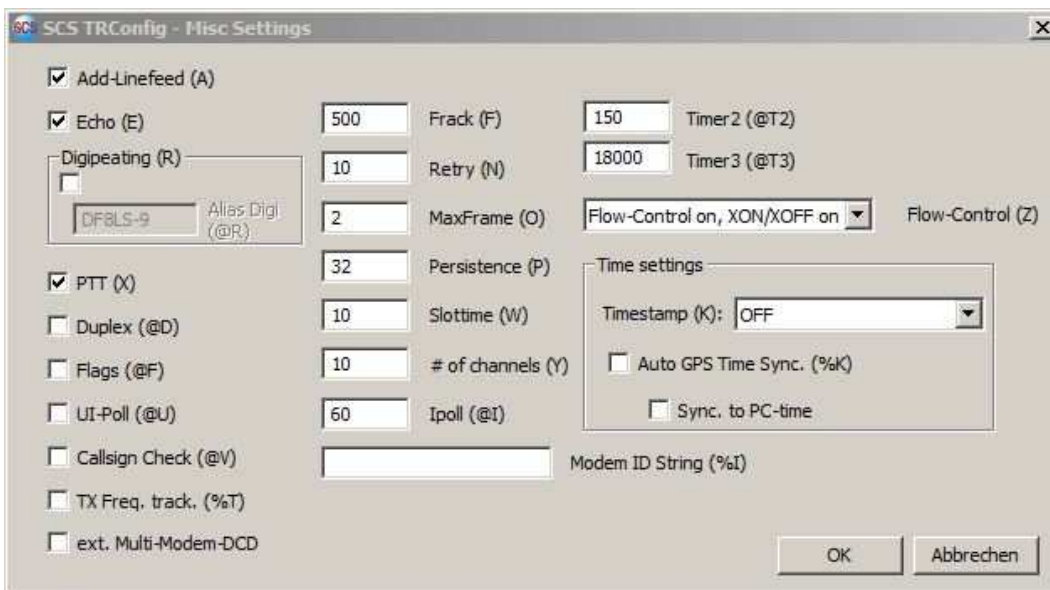 SCS TRConfig - Misc Settings
Add-Linefeed (A)
Echo (E)
Digipeating (R)
DF8LS-9
Alias Digi
(@R)
PTT (X)
Duplex (@D)
Flags (@F)
UI-Poll (@U)
Callsign Check (@V)
TX Freq. track. (%T)
ext. Multi-Modem-DCD
500 Frack (F)
10 Retry (N)
2 MaxFrame (O)
32 Persistence (P)
10 Slottime (W)
10 # of channels (Y)
60 Ipoll (@I)
Modem ID String (%I)
150 Timer2 (@T2)
18000 Timer3 (@T3)
Flow-Control on, XON/XOFF on Flow-Control (Z)
Time settings
Timestamp (K): OFF
Auto GPS Time Sync. (%K)
Sync. to PC-time
OK
Abbrechen